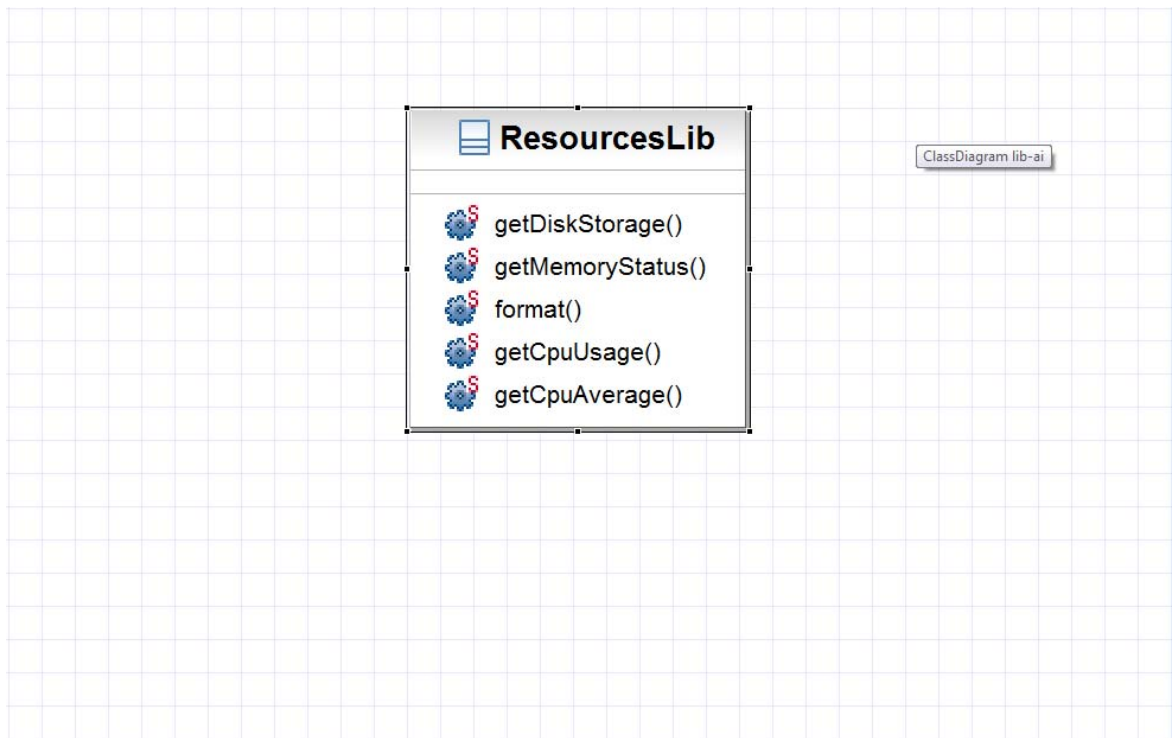 ResourcesLib
ClassDiagram lib-ai
S getDiskStorage()
S getMemoryStatus()
S format()
S getCpuUsage()
S getCpuAverage()